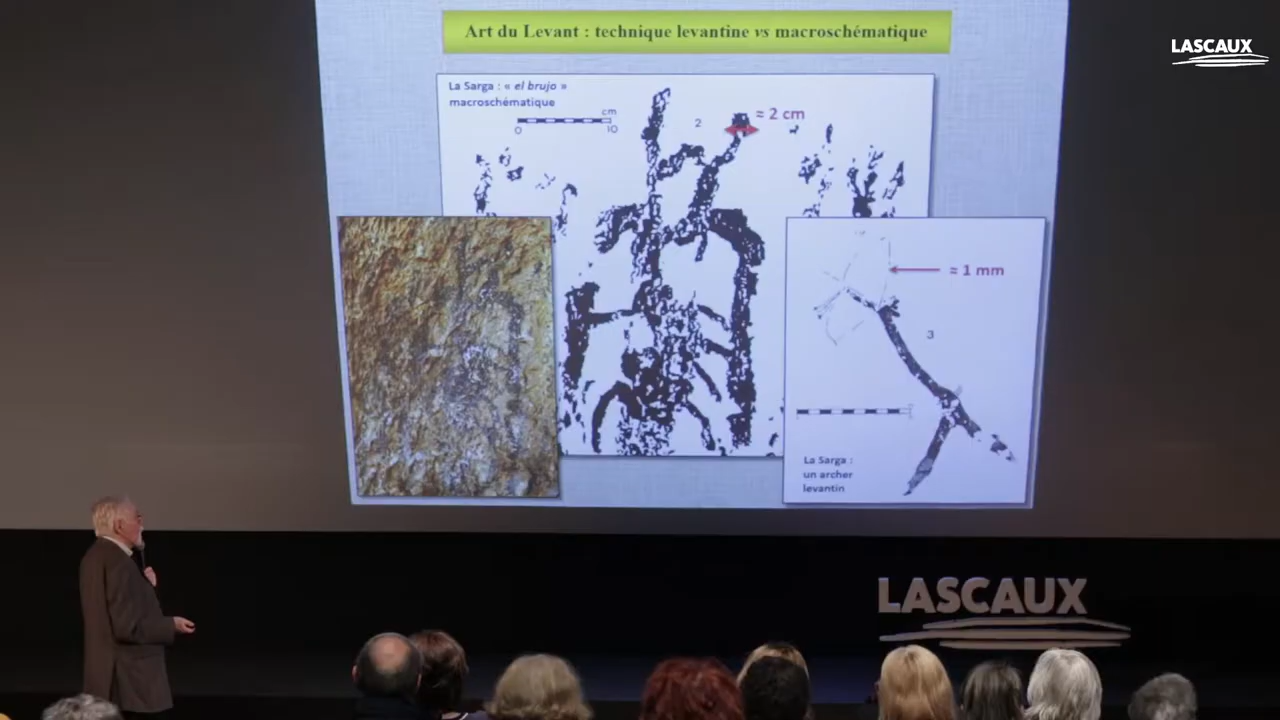 Art du Levant : technique levantine vs macroschématique
LASCAUX
La Sarga : « el brujo »
macroschématique
cm
0 10
2
≈ 2 cm
≈ 1 mm
3
La Sarga :
un archer
levantin
LASCAUX